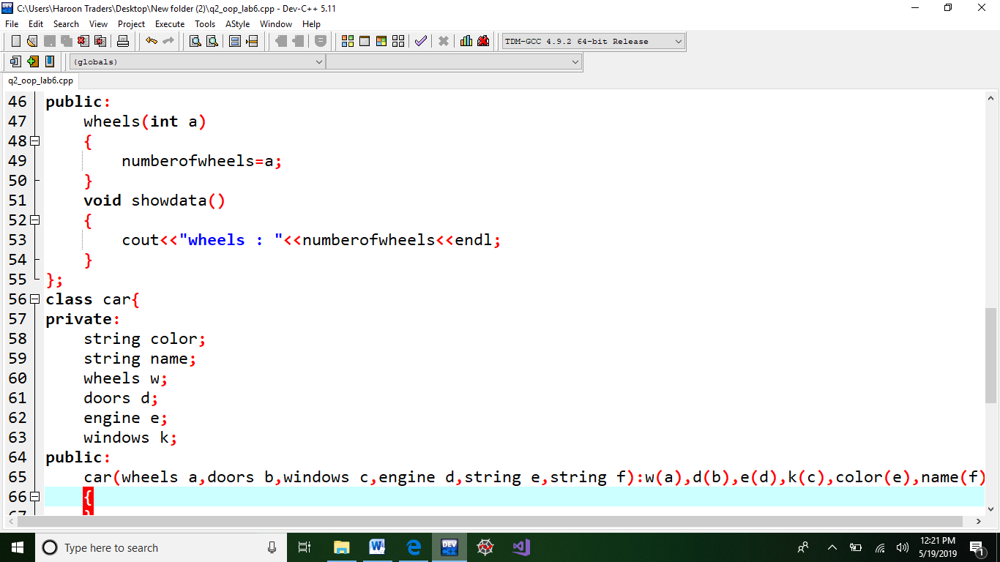 C:\Users\Haroon Traders\Desktop\New folder (2)\q2_oop_lab6.cpp - Dev-C++ 5.11
File Edit Search View Project Execute Tools AStyle Window Help
TDM-GCC 4.9.2 64-bit Release
(globals)
q2_oop_lab6.cpp
46 public:
47 wheels(int a)
48 {
49 numberofwheels=a;
50 }
51 void showdata()
52 {
53 cout<<"wheels : "<<numberofwheels<<endl;
54 }
55 };
56 class car{
57 private:
58 string color;
59 string name;
60 wheels w;
61 doors d;
62 engine e;
63 windows k;
64 public:
65 car(wheels a,doors b,windows c,engine d,string e,string f):w(a),d(b),e(d),k(c),color(e),name(f)
66 {
67 }
Type here to search
DEV
12:21 PM
5/19/2019
1